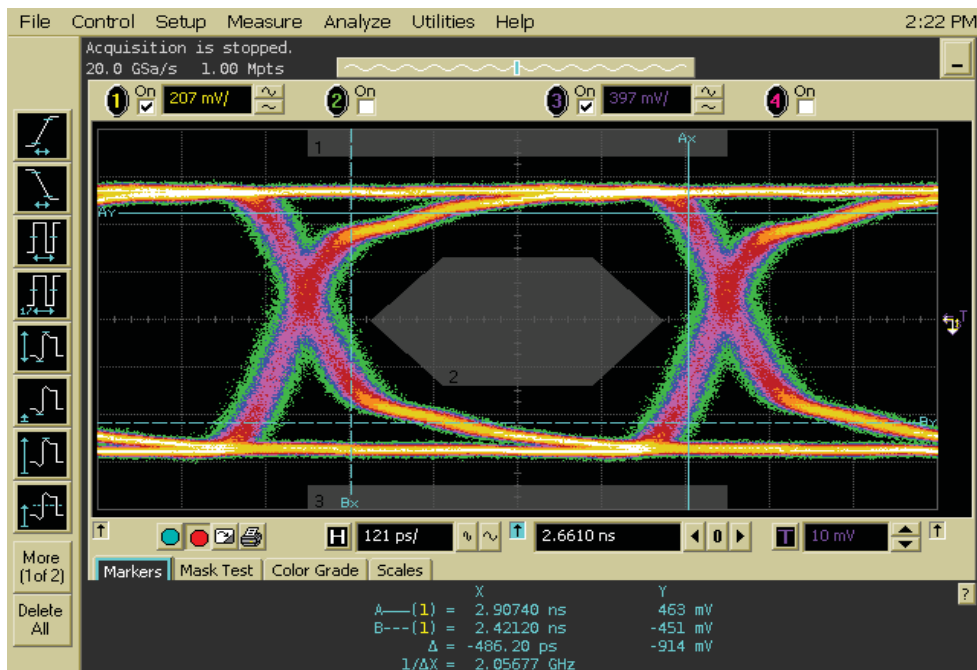 File Control Setup Measure Analyze Utilities Help 2:22 PM
Acquisition is stopped.
20.0 GSa/s 1.00 Mpts
1 On 207 mV/ 2 On 3 On 397 mV/ 4 On
1
Ax
AY
2
T
BY
3
Bx
H 121 ps/ 2.6610 ns 0 T 10 mV
More
(1 of 2)
Delete
All
Markers Mask Test Color Grade Scales
?
X Y
A——(1) = 2.90740 ns 463 mV
B---(1) = 2.42120 ns -451 mV
Δ = -486.20 ps -914 mV
1/ΔX = 2.05677 GHz